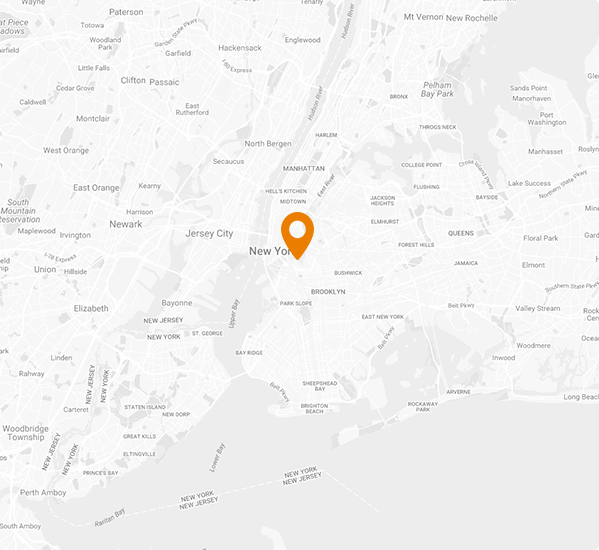 Wayne
Paterson
Tenarly
Hudson River
Mt Vernon
New Rochelle
at Piece
Meadows
Totowa
Garden State Pkwy
Englewood
Woodland
Park
Garfield
Hackensack
Little Falls
I-80 Express
Clifton
Passaic
Cedar Grove
Pelham
Bay Park
Sands Point
Manorhaven
Caldwell
East
Rutherford
Hudson River
BRONX
Port
Washington
Montclair
THROGS NECK
HARLEM
North Bergen
West Orange
Secaucus
MANHATTAN
COLLEGE POINT
Cross Island Pkwy
Manhasset
Roslyn
East Orange
Kearny
HELL'S KITCHEN
East River
FLUSHING
Lake Success
Northern State Pkwy
South
Mountain
Reservation
MIDTOWN
JACKSON
HEIGHTS
BAYSIDE
Harrison
Newark
ELMHURST
Maplewood
Irvington
Jersey City
QUEENS
Floral Park
FOREST HILLS
New York
I-78 Express
Union
Hillside
JAMAICA
Elmont
BUSHWICK
Southern State Pkwy
BROOKLYN
Bayonne
Upper Bay
PARK SLOPE
Belt Pkwy
Elizabeth
Valley Stream
NEW JERSEY
EAST NEW YORK
NEW YORK
ST. GEORGE
Belt Pkwy
Woodmere
BAY RIDGE
Linden
Inwood
Rahway
NEW JERSEY
NEW YORK
Belt Pkwy
SHEEPSHEAD
BAY
ARVERNE
Long Beach
Carteret
STATEN ISLAND
NEW DORP
BRIGHTON
BEACH
ROCKAWAY
PARK
Woodbridge
Township
NEW JERSEY
NEW YORK
GREAT KILLS
ELTINGVILLE
Lower Bay
PRINCE'S BAY
NEW YORK
NEW JERSEY
Perth Amboy
NEW YORK
NEW JERSEY
Raritan Bay
South Amboy